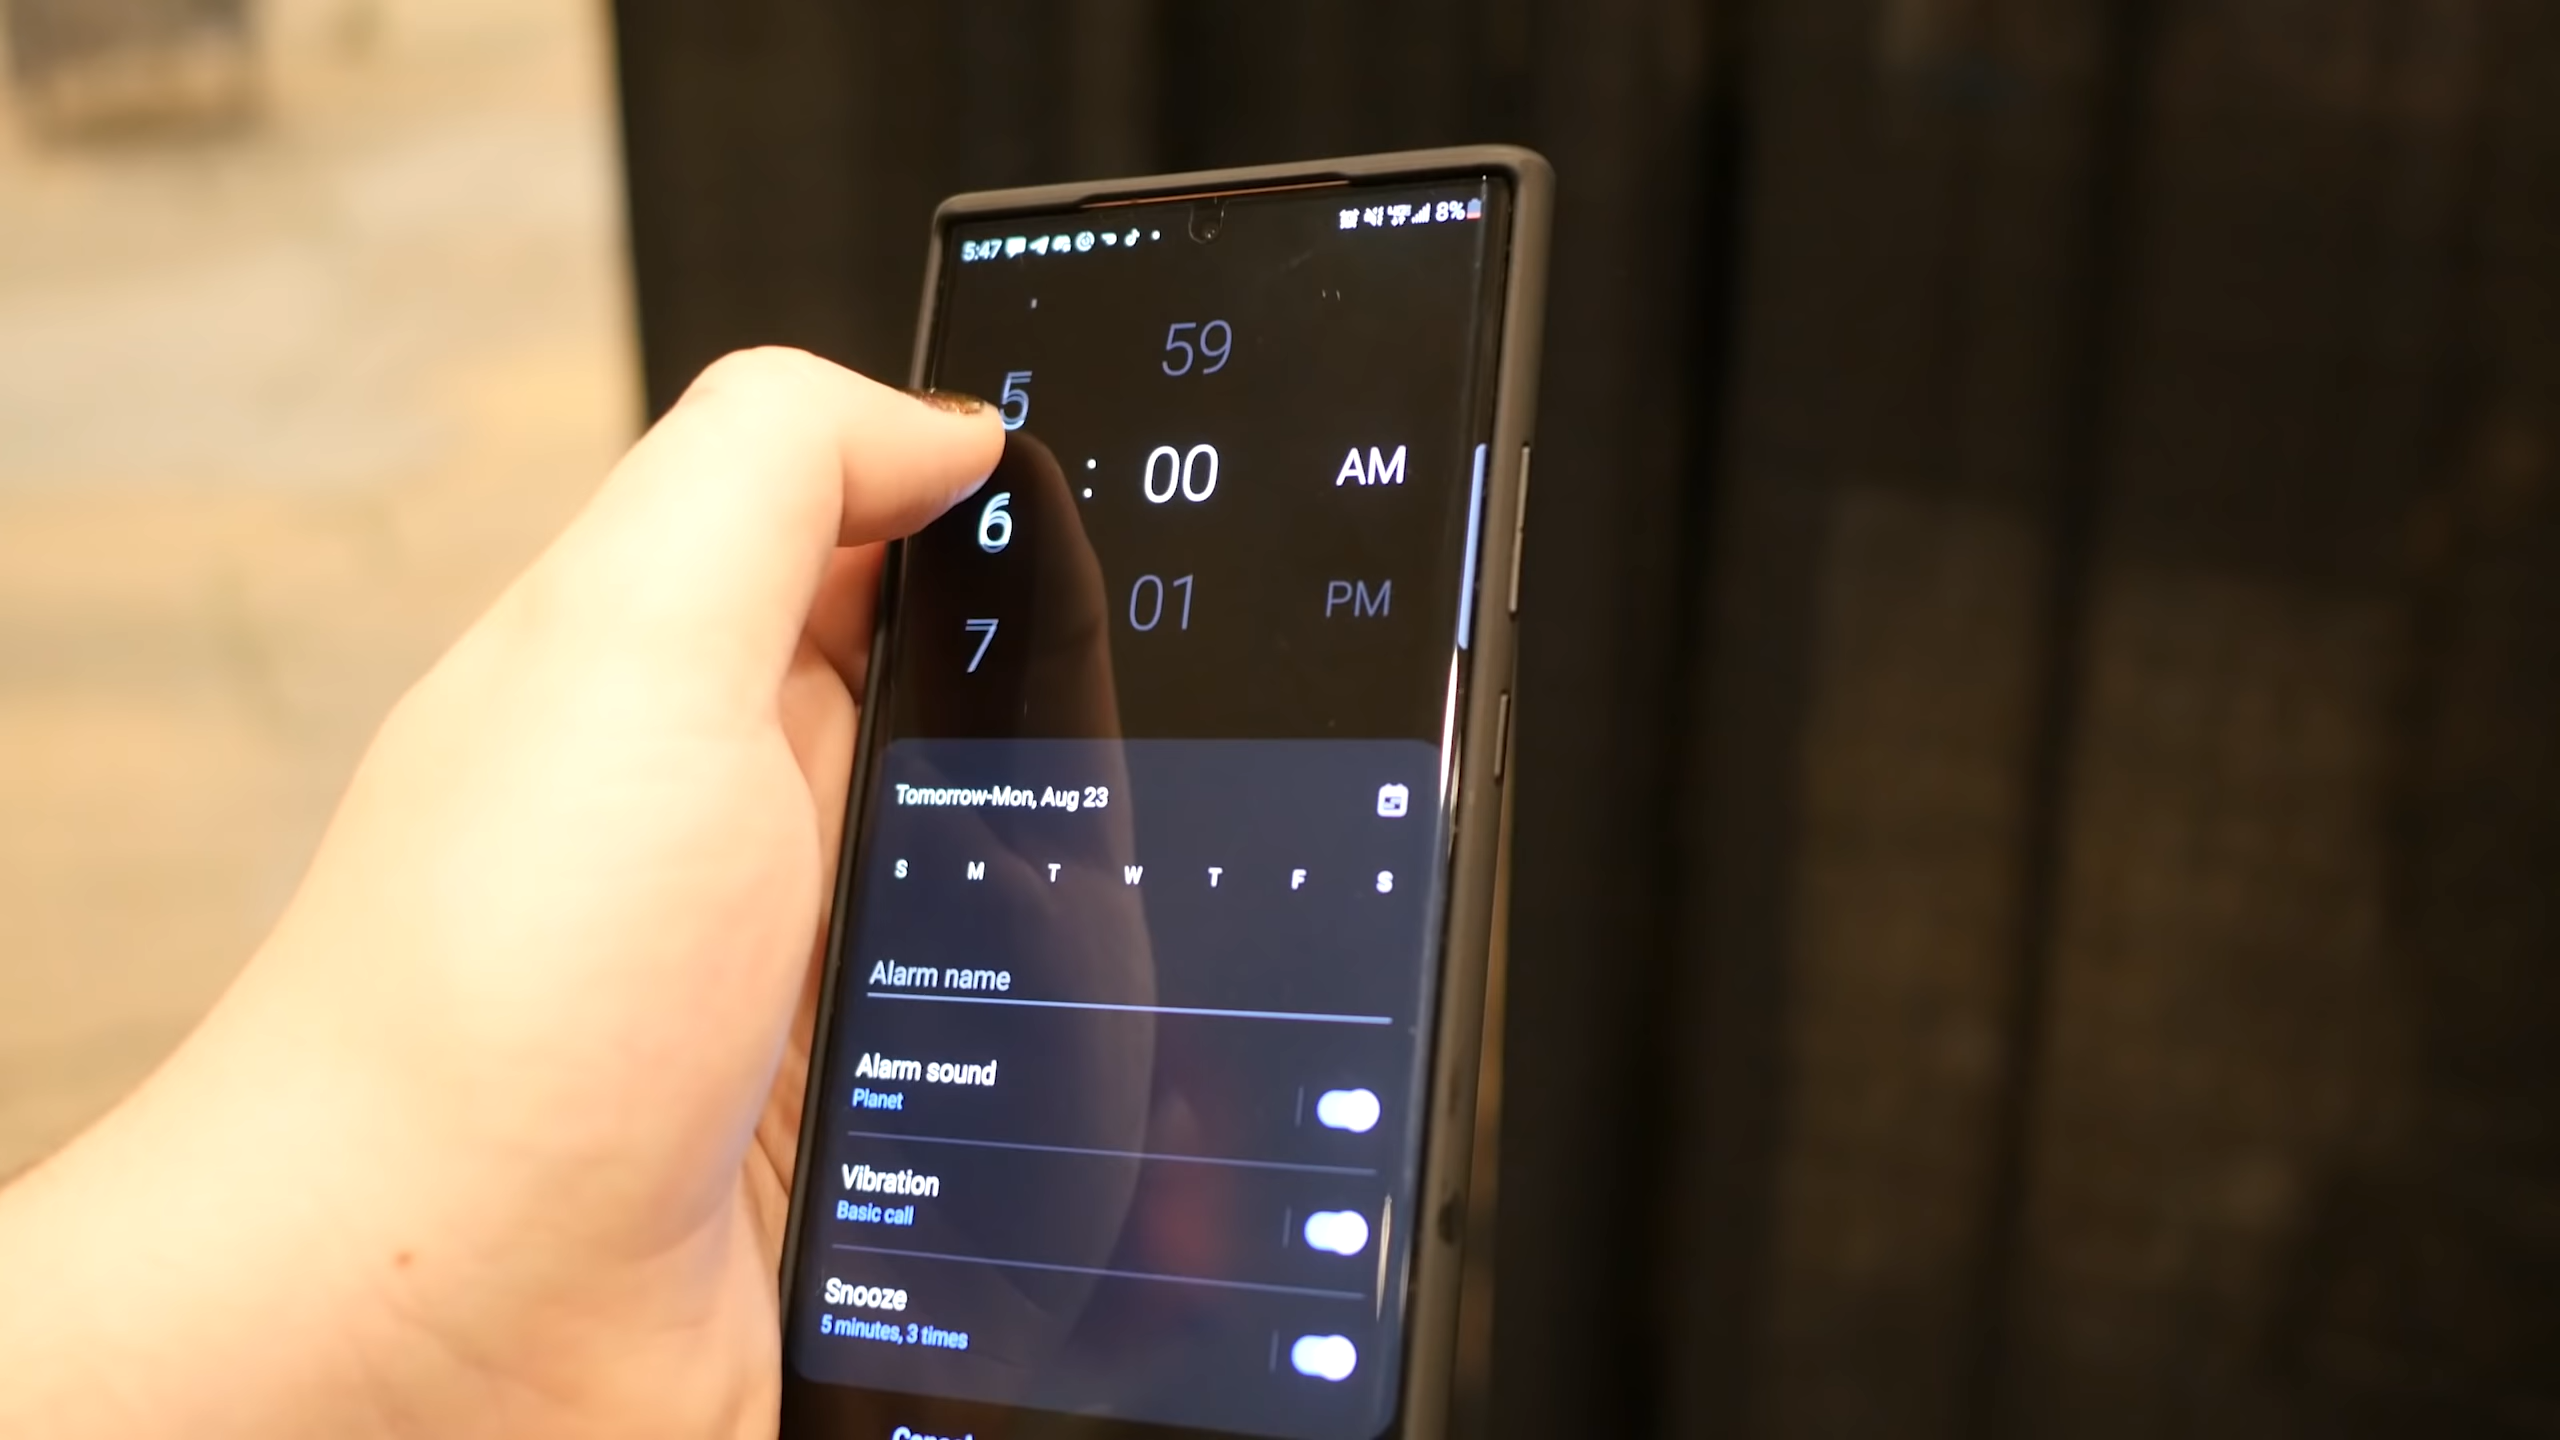 5:47 8%
59
5
: 00 AM
6
01 PM
7
Tomorrow-Mon, Aug 23
S M T W T F S
Alarm name
Alarm sound
Planet
Vibration
Basic call
Snooze
5 minutes, 3 times